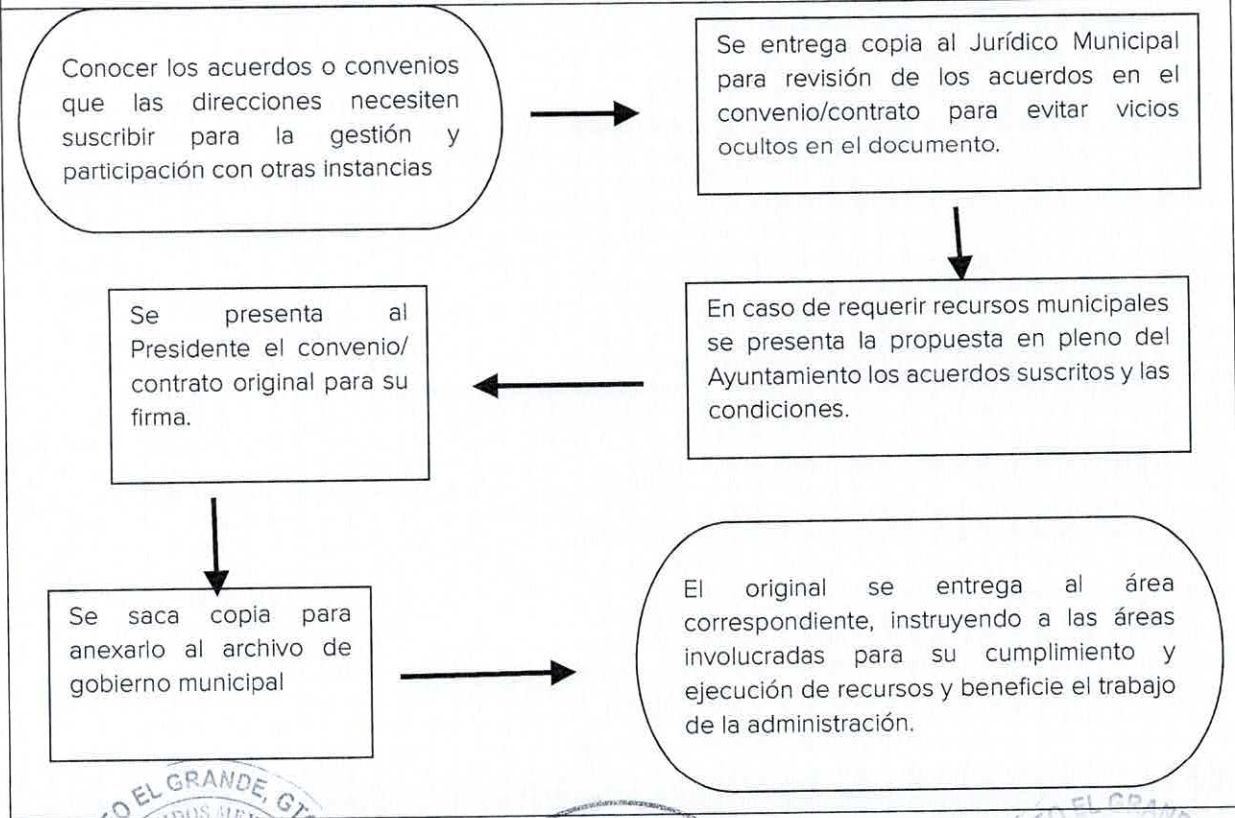 Conocer los acuerdos o convenios
que las direcciones necesiten
suscribir para la gestión y
participación con otras instancias
Se entrega copia al Jurídico Municipal
para revisión de los acuerdos en el
convenio/contrato para evitar vicios
ocultos en el documento.
En caso de requerir recursos municipales
se presenta la propuesta en pleno del
Ayuntamiento los acuerdos suscritos y las
condiciones.
Se presenta al
Presidente el convenio/
contrato original para su
firma.
Se saca copia para
anexarlo al archivo de
gobierno municipal
El original se entrega al área
correspondiente, instruyendo a las áreas
involucradas para su cumplimiento y
ejecución de recursos y beneficie el trabajo
de la administración.
EL GRANDE,
EL